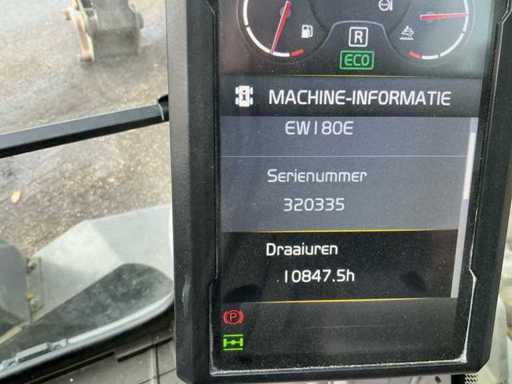 R
ECO
MACHINE-INFORMATIE
EW180E
Serienummer
320335
Draaiuren
10847.5h
P